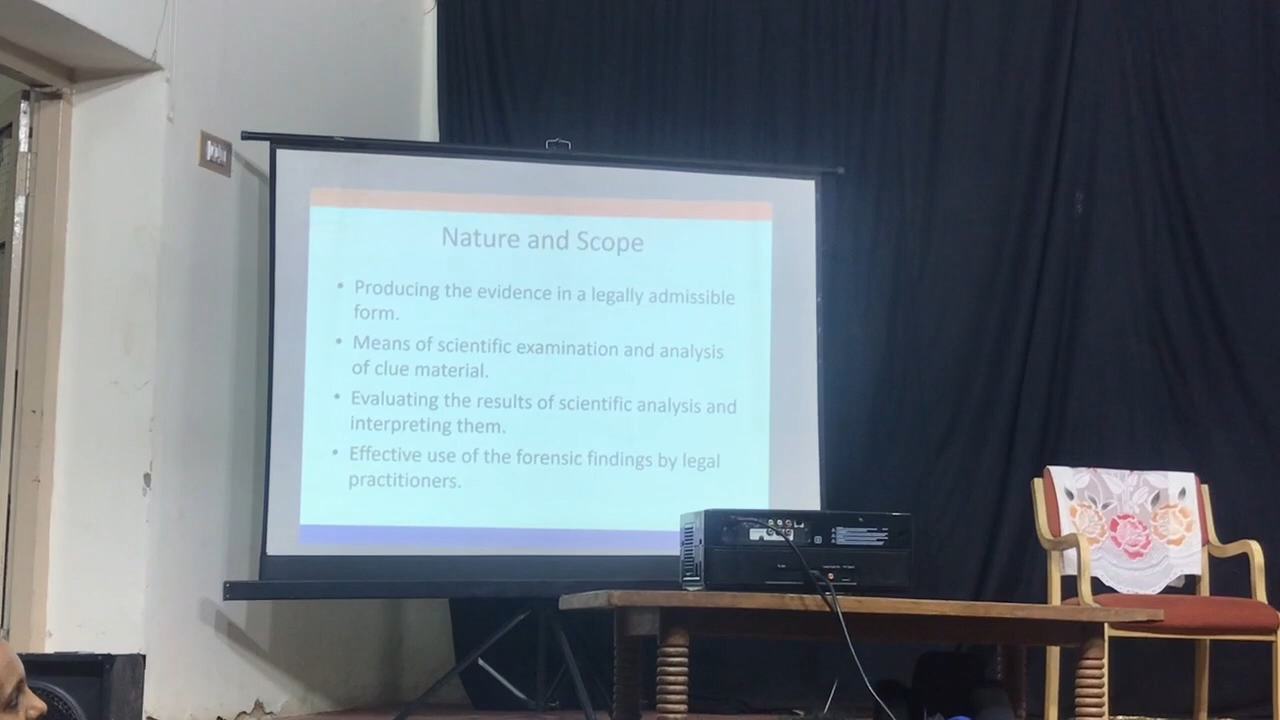 Nature and Scope
• Producing the evidence in a legally admissible
form.
• Means of scientific examination and analysis
of clue material.
• Evaluating the results of scientific analysis and
interpreting them.
• Effective use of the forensic findings by legal
practitioners.